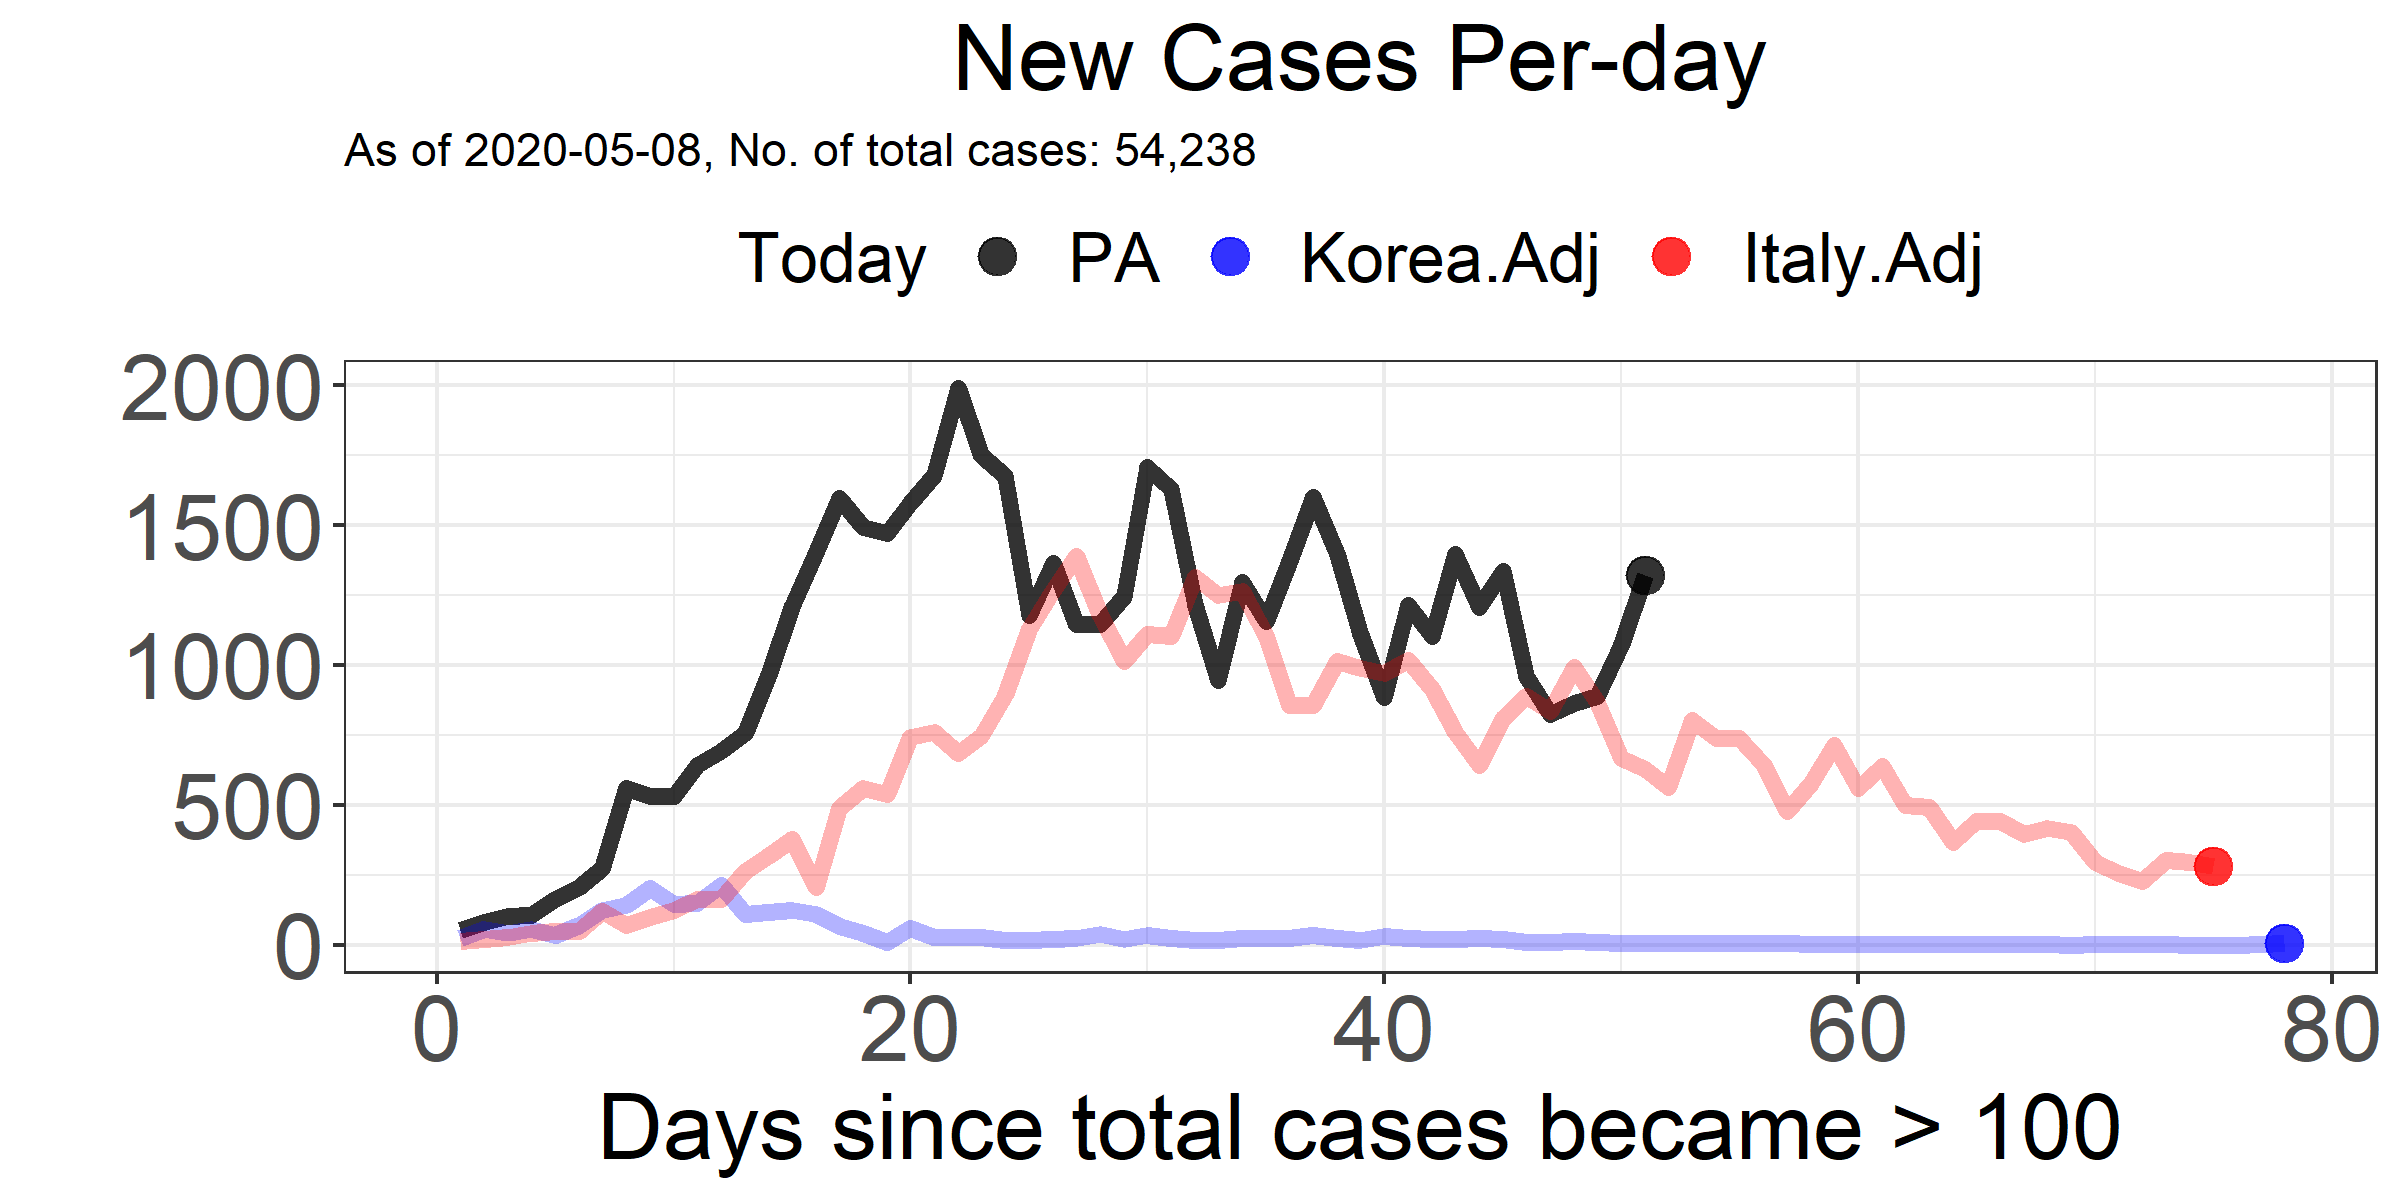 New Cases Per-day
As of 2020-05-08, No. of total cases: 54,238
Today PA Korea.Adj Italy.Adj
2000
1500
1000
500
0
0 20 40 60 80
Days since total cases became > 100